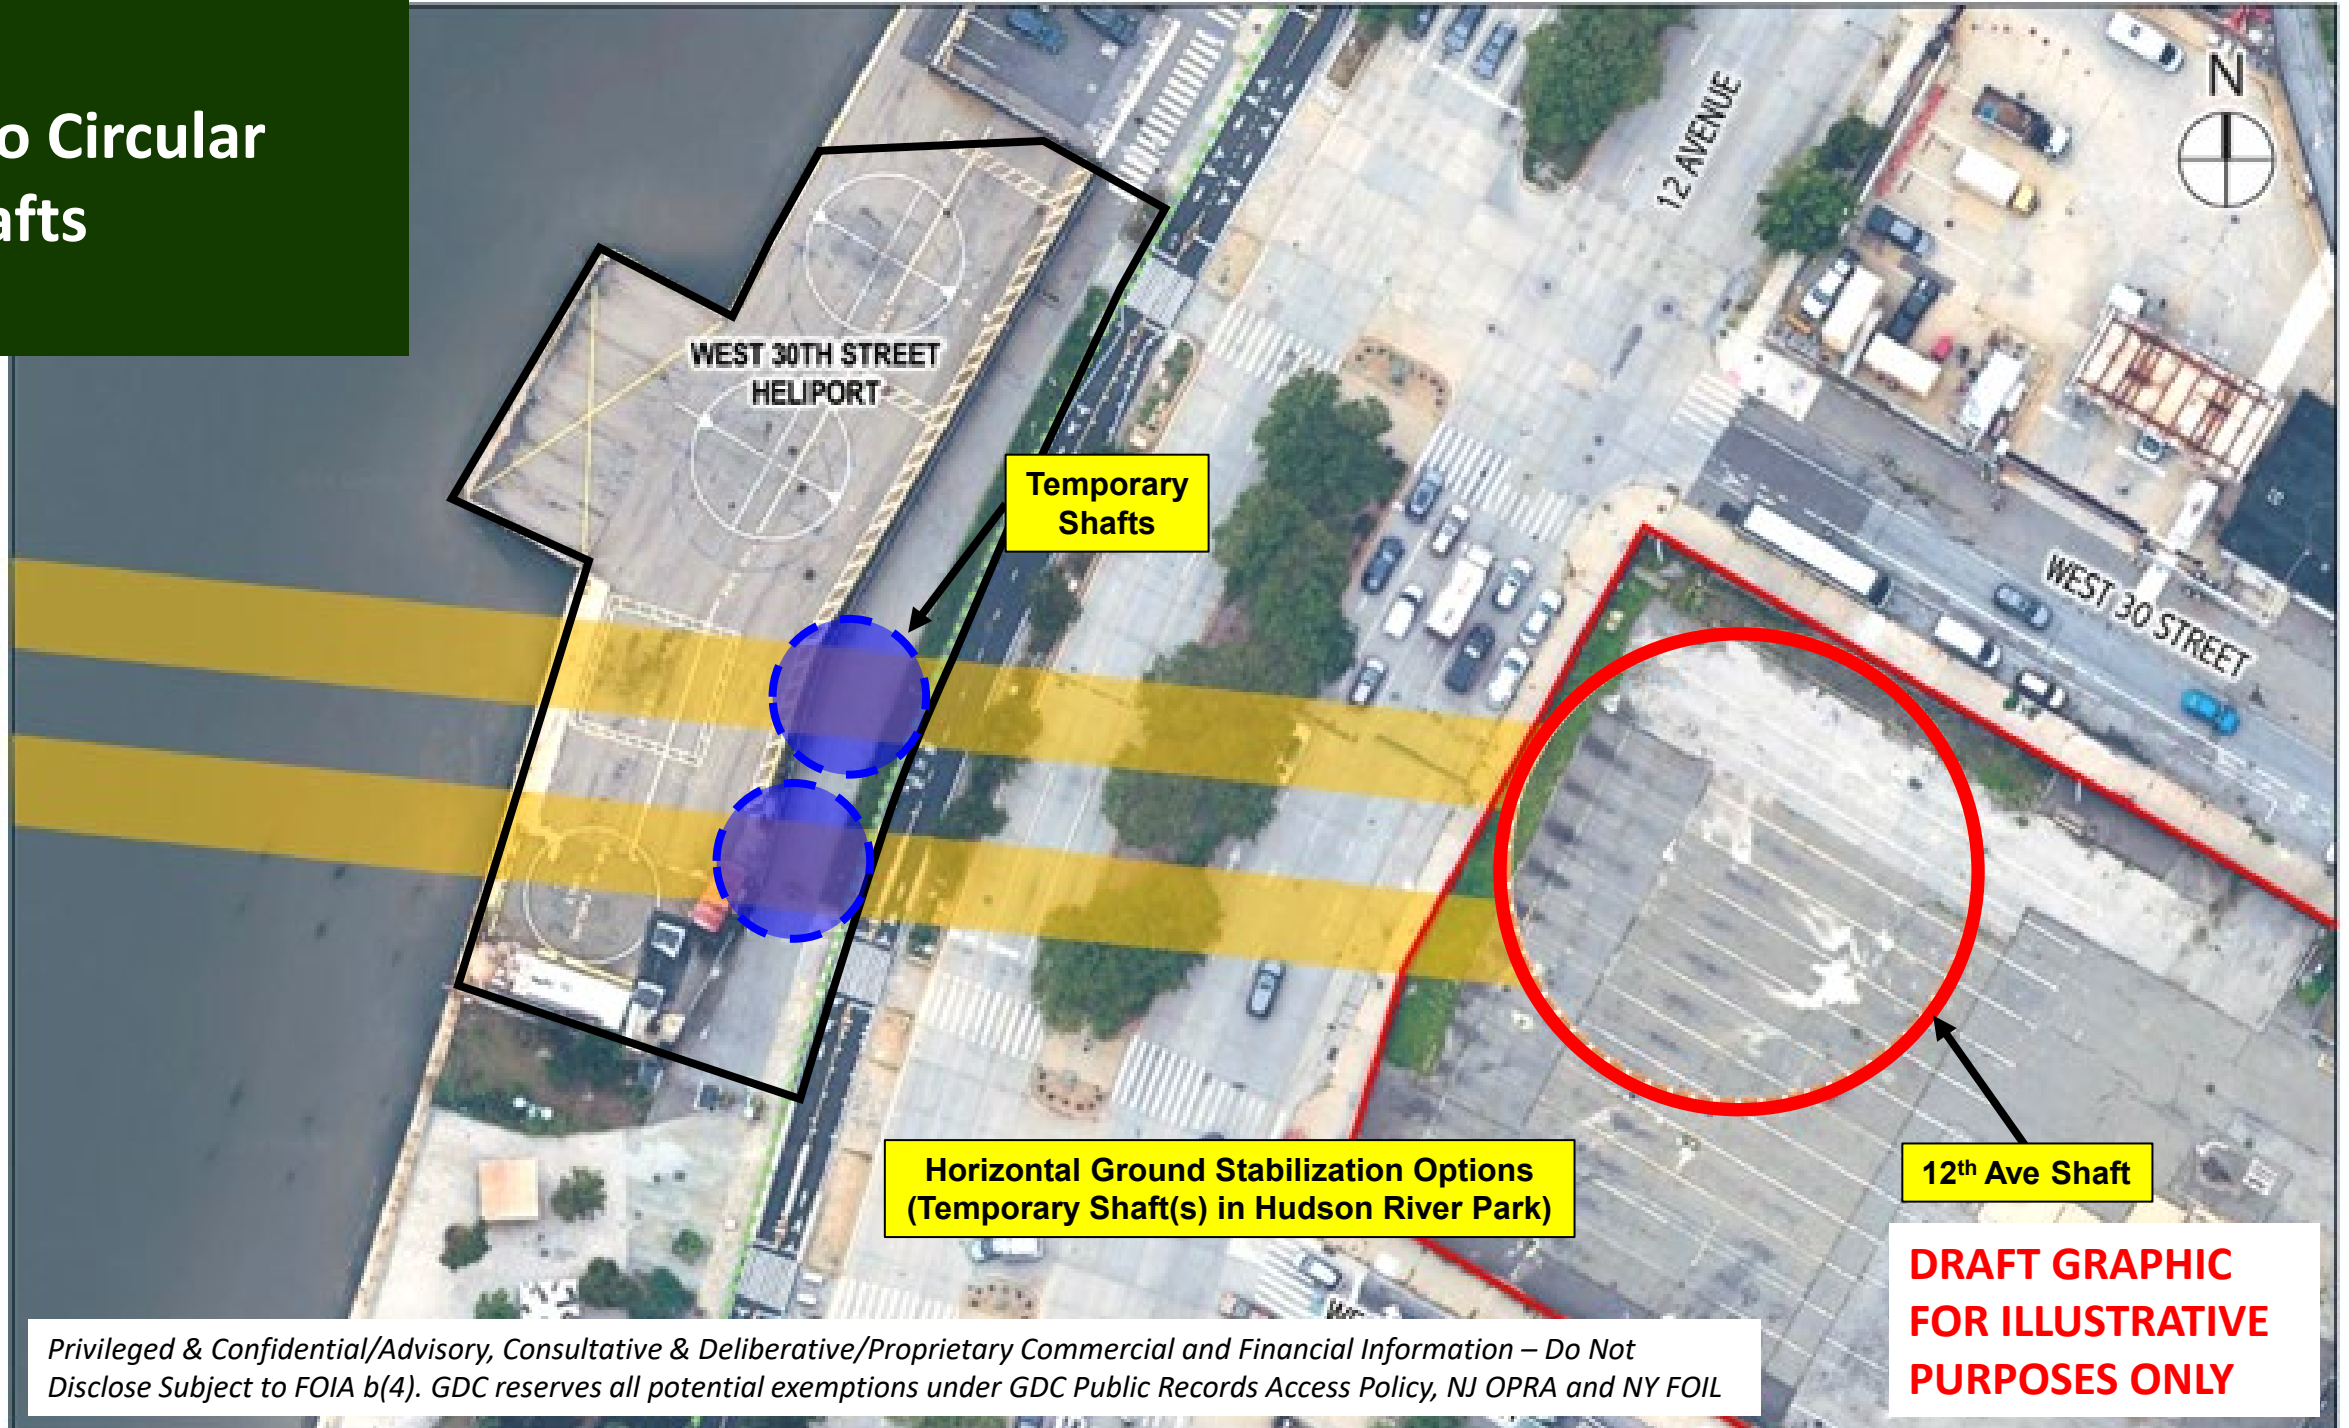 o Circular
afts
N
12 AVENUE
WEST 30TH STREET
HELIPORT
Temporary
Shafts
WEST 30 STREET
Horizontal Ground Stabilization Options
(Temporary Shaft(s) in Hudson River Park)
12th Ave Shaft
DRAFT GRAPHIC
FOR ILLUSTRATIVE
PURPOSES ONLY
Privileged & Confidential/Advisory, Consultative & Deliberative/Proprietary Commercial and Financial Information – Do Not
Disclose Subject to FOIA b(4). GDC reserves all potential exemptions under GDC Public Records Access Policy, NJ OPRA and NY FOIL